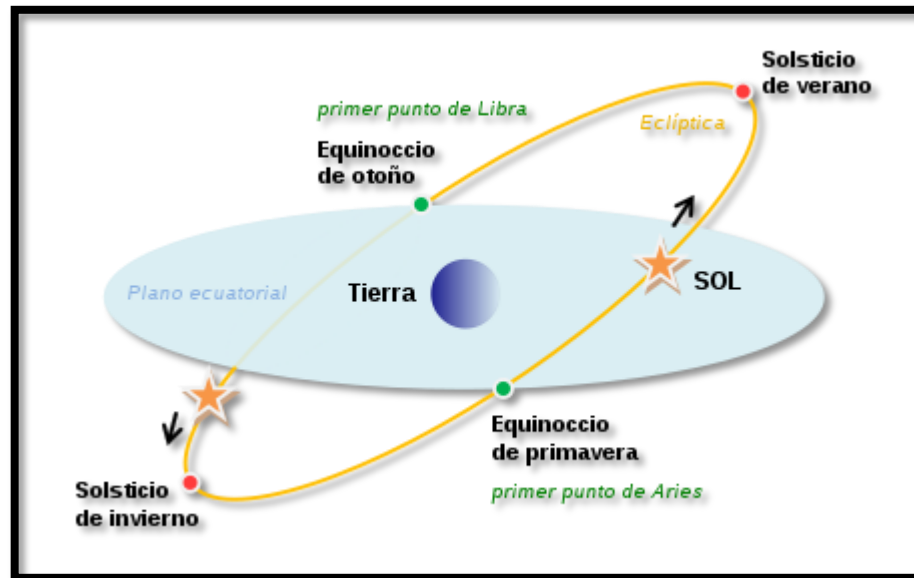 Solsticio
de verano
primer punto de Libra
Eclíptica
Equinoccio
de otoño
Plano ecuatorial
Tierra
SOL
Equinoccio
de primavera
primer punto de Aries
Solsticio
de invierno